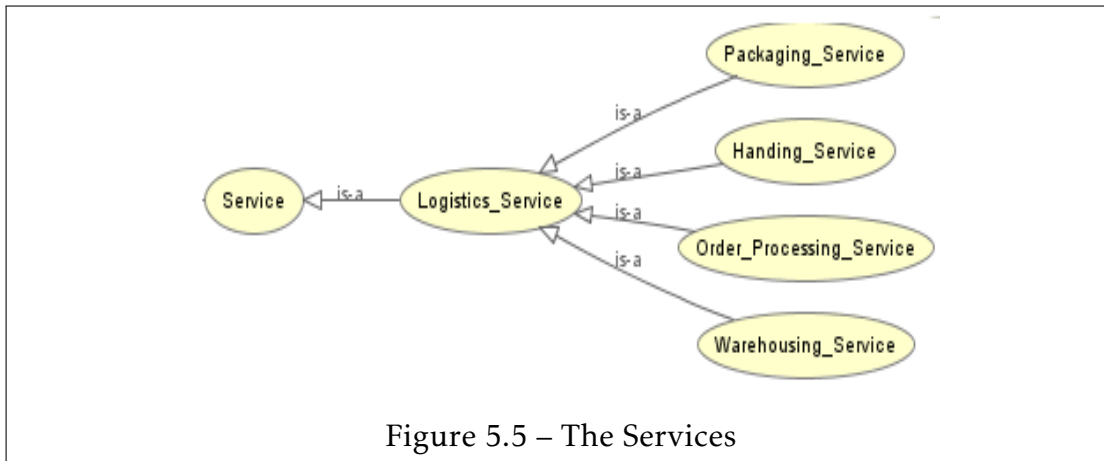 Packaging_Service
is-a
Handing_Service
is-a
Service
is-a
Logistics_Service
is-a
Order_Processing_Service
is-a
Warehousing_Service
Figure 5.5 – The Services